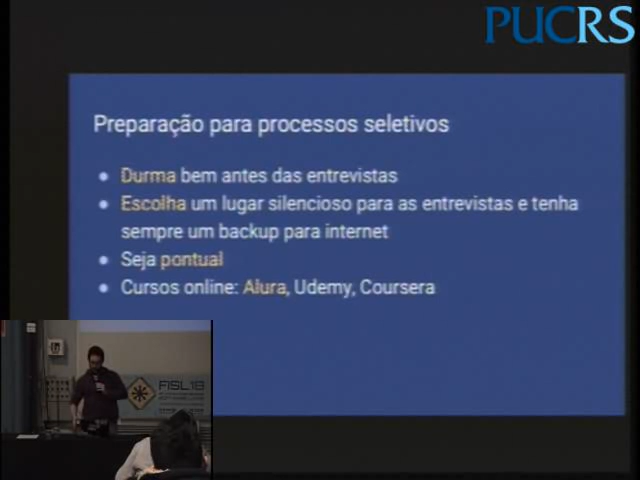 PUCRS
Preparação para processos seletivos
• Durma bem antes das entrevistas
• Escolha um lugar silencioso para as entrevistas e tenha
sempre um backup para internet
• Seja pontual
• Cursos online: Alura, Udemy, Coursera
FISL18